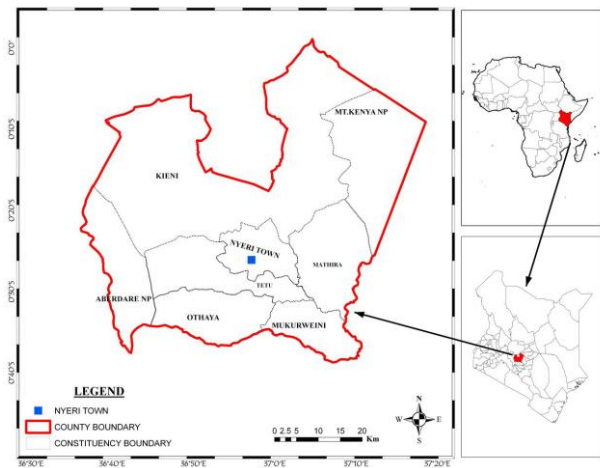 0°0'
0°10'S
0°20'S
0°30'S
0°40'S
MT.KENYA NP
KIENI
NYERI TOWN
MATHIRA
TETU
ABERDARE NP
OTHAYA
MUKURWEINI
LEGEND
NYERI TOWN
COUNTY BOUNDARY
CONSTITUENCY BOUNDARY
N
W E
S
0 2.5 5 10 15 20
Km
36°30'E 36°40'E 36°50'E 37°0'E 37°10'E 37°20'E